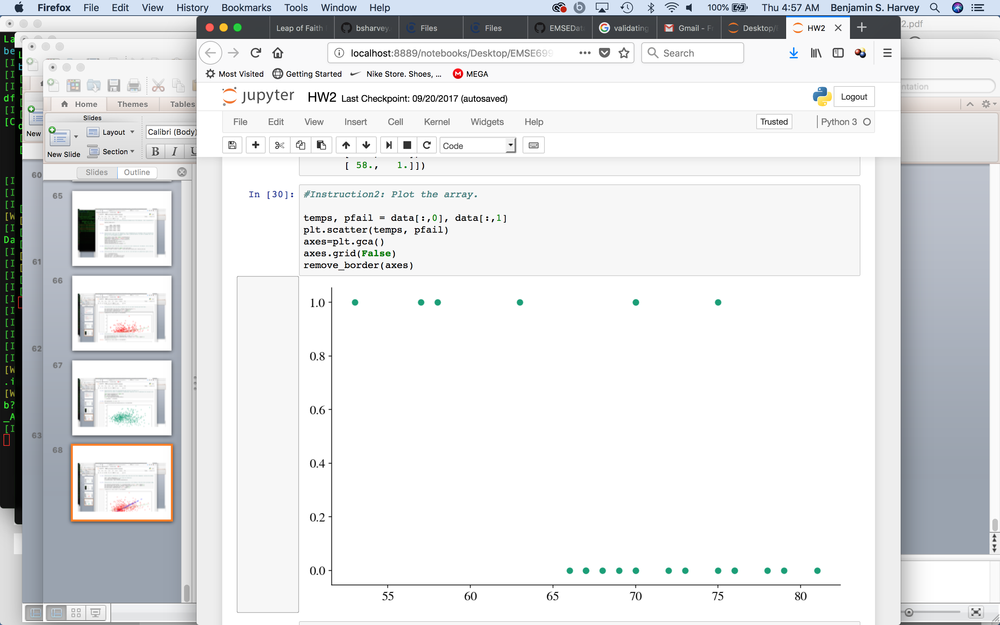 Firefox File Edit View History Bookmarks Tools Window Help 100% Thu 4:57 AM Benjamin S. Harvey
2.pdf
Leap of Faith bsharvey. Files Files EMSEDat validating Gmail - F Desktop/E HW2
localhost:8889/notebooks/Desktop/EMSE699 Search
Most Visited Getting Started Nike Store. Shoes, ... MEGA
jupyter HW2 Last Checkpoint: 09/20/2017 (autosaved) Logout
ntation
Home Themes Tables
File Edit View Insert Cell Kernel Widgets Help Trusted Python 3
Slides
New
Layout Calibri (Body)
New Slide Section B I U
Code
Slides Outline
[ 58., 1.]])
In [30]: #Instruction2: Plot the array.
temps, pfail = data[:,0], data[:,1]
plt.scatter(temps, pfail)
axes=plt.gca()
axes.grid(False)
remove_border(axes)
60
65
61
66
62
67
63
68
1.0
0.8
0.6
0.4
0.2
0.0
55 60 65 70 75 80
La
be
[I
[I
[I
df
[I
[C
[I
[I
[I
[W
[I
Da
[I
[I
[I
[I
[I
[I
[I
[I
[I
[I
[W
.i
[W
b?
_A
[I